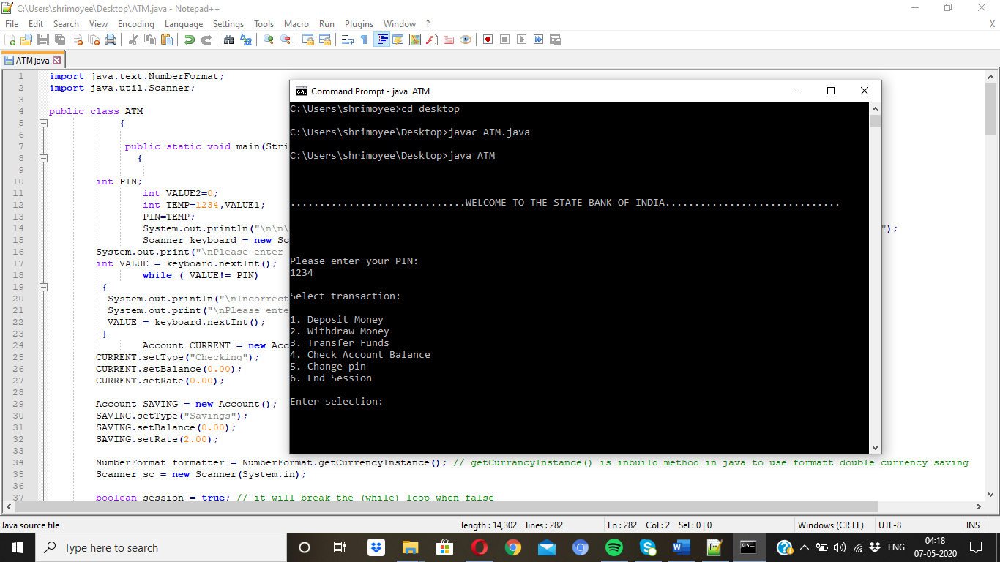 C:\Users\shrimoyee\Desktop\ATM.java - Notepad++
File Edit Search View Encoding Language Settings Tools Macro Run Plugins Window ? X
ATM.java
1 import java.text.NumberFormat;
2 import java.util.Scanner;
3
4 public class ATM
5 {
6
7 public static void main(Stri
8 {
9
10 int PIN;
11 int VALUE2=0;
12 int TEMP=1234,VALUE1;
13 PIN=TEMP;
14 System.out.println("\n\n\ ");
15 Scanner keyboard = new Sc
16 System.out.print("\nPlease enter
17 int VALUE = keyboard.nextInt();
18 while ( VALUE!= PIN)
19 {
20 System.out.println("\nIncorrect
21 System.out.print("\nPlease ente
22 VALUE = keyboard.nextInt();
23 }
24 Account CURRENT = new Acc
25 CURRENT.setType("Checking");
26 CURRENT.setBalance(0.00);
27 CURRENT.setRate(0.00);
28
29 Account SAVING = new Account();
30 SAVING.setType("Savings");
31 SAVING.setBalance(0.00);
32 SAVING.setRate(2.00);
33
34 NumberFormat formatter = NumberFormat.getCurrencyInstance(); // getCurrancyInstance() is inbuild method in java to use formatt double currency saving
35 Scanner sc = new Scanner(System.in);
36
37 boolean session = true; // it will break the (while) loop when false
Command Prompt - java ATM
C:\Users\shrimoyee>cd desktop
C:\Users\shrimoyee\Desktop>javac ATM.java
C:\Users\shrimoyee\Desktop>java ATM
..............................WELCOME TO THE STATE BANK OF INDIA..............................
Please enter your PIN:
1234
Select transaction:
1. Deposit Money
2. Withdraw Money
3. Transfer Funds
4. Check Account Balance
5. Change pin
6. End Session
Enter selection:
Java source file length : 14,302 lines : 282 Ln : 282 Col : 2 Sel : 0 | 0 Windows (CR LF) UTF-8 INS
Type here to search ENG 04:18
07-05-2020